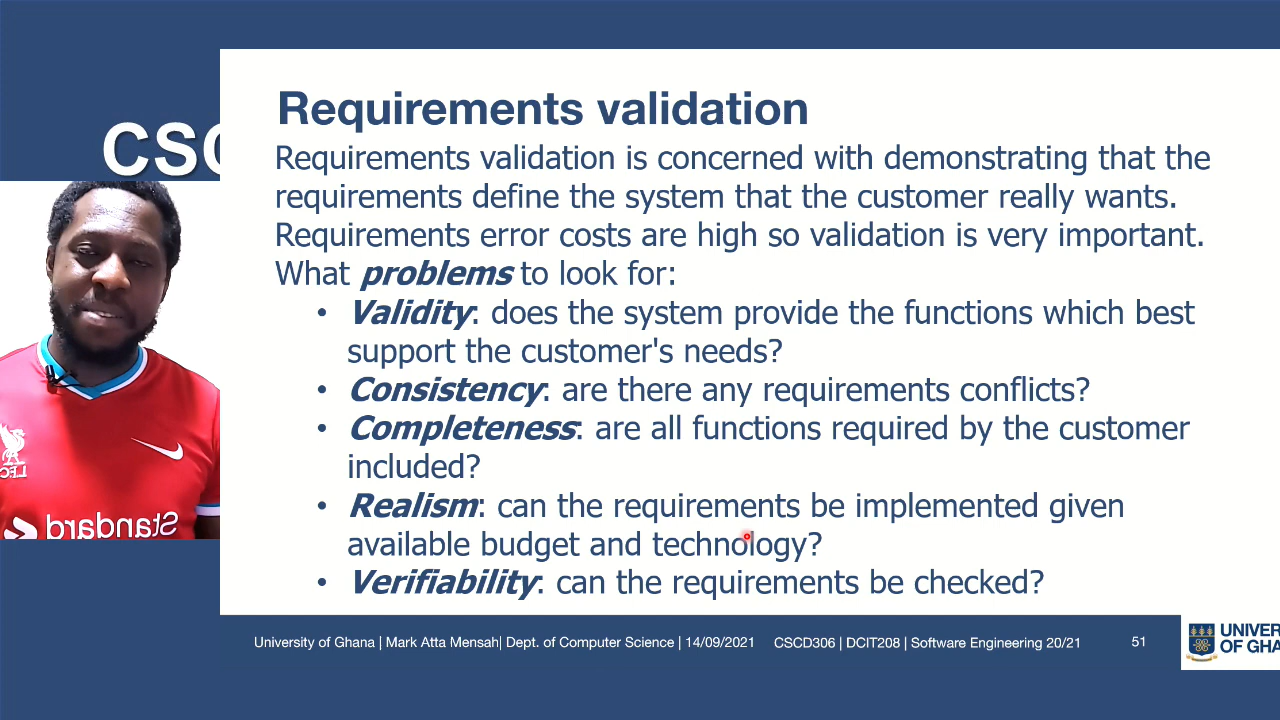 CSC
Requirements validation
Requirements validation is concerned with demonstrating that the
requirements define the system that the customer really wants.
Requirements error costs are high so validation is very important.
What problems to look for:
• Validity: does the system provide the functions which best
support the customer's needs?
• Consistency: are there any requirements conflicts?
• Completeness: are all functions required by the customer
included?
• Realism: can the requirements be implemented given
available budget and technology?
• Verifiability: can the requirements be checked?
LFC
Standard
University of Ghana | Mark Atta Mensah| Dept. of Computer Science | 14/09/2021 CSCD306 | DCIT208 | Software Engineering 20/21 51
UNIVER
OF GHA